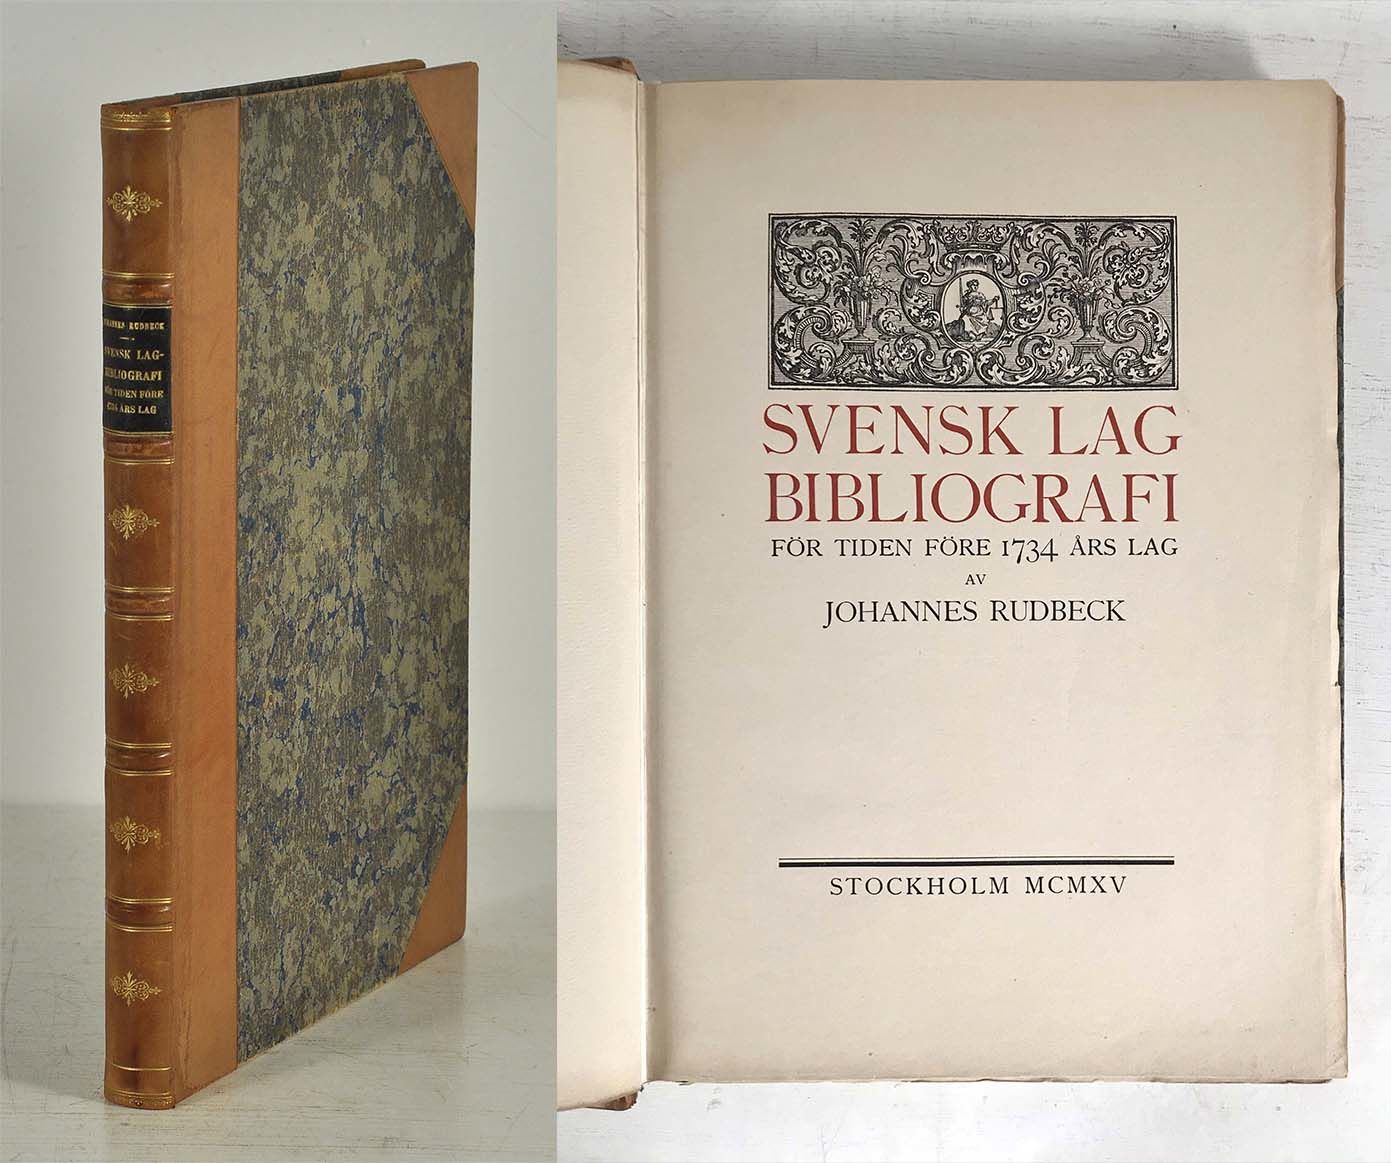 JOHANNES RUDBECK
SVENSK LAG-
BIBLIOGRAFI
FÖR TIDEN FÖRE
1734 ÅRS LAG
SVENSK LAG
BIBLIOGRAFI
FÖR TIDEN FÖRE 1734 ÅRS LAG
AV
JOHANNES RUDBECK
STOCKHOLM MCMXV